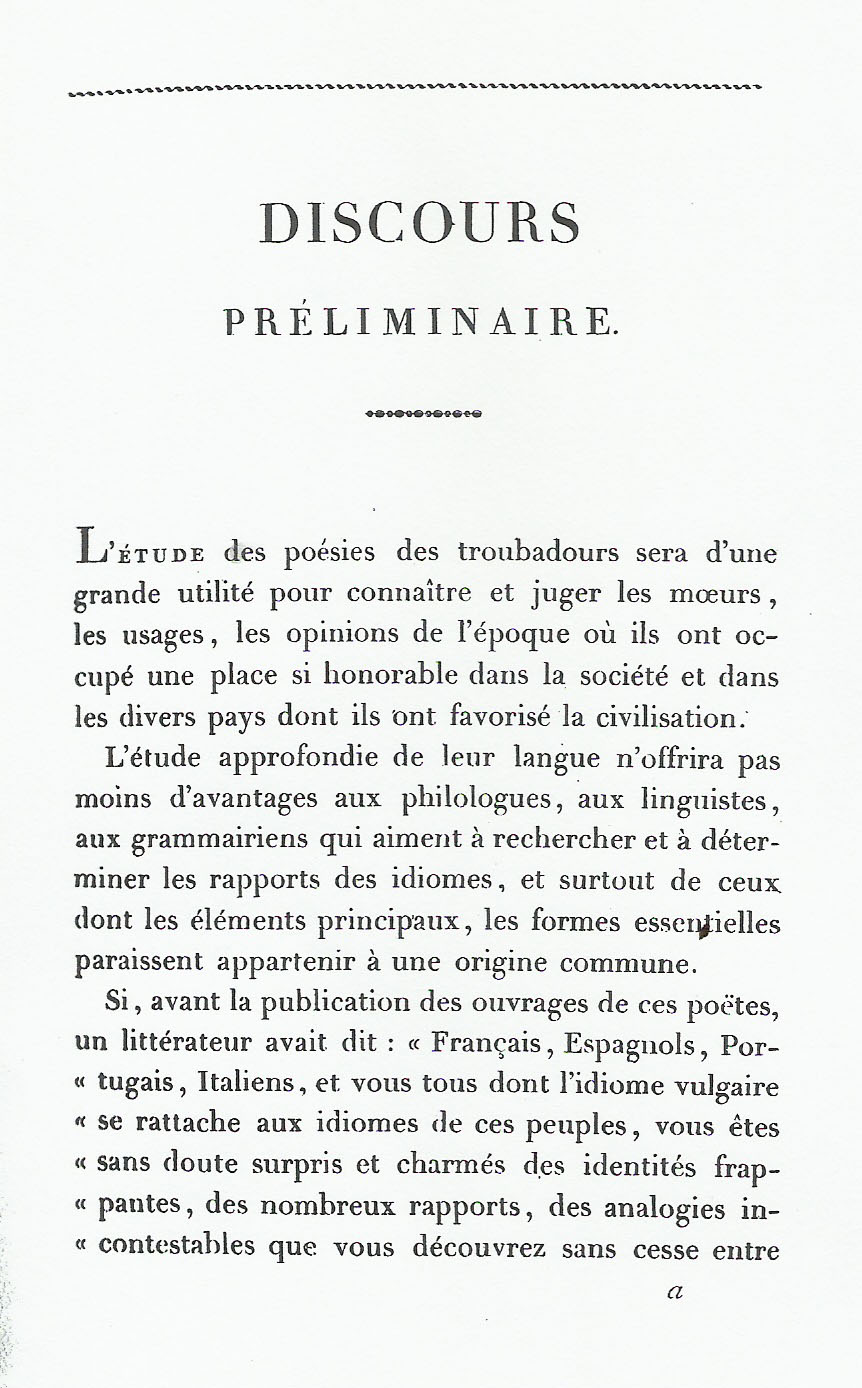 DISCOURS
PRÉLIMINAIRE.
L'ÉTUDE des poésies des troubadours sera d'une
grande utilité pour connaître et juger les mœurs,
les usages, les opinions de l'époque où ils ont oc-
cupé une place si honorable dans la société et dans
les divers pays dont ils ont favorisé la civilisation.
L'étude approfondie de leur langue n'offrira pas
moins d'avantages aux philologues, aux linguistes,
aux grammairiens qui aiment à rechercher et à déter-
miner les rapports des idiomes, et surtout de ceux
dont les éléments principaux, les formes essentielles
paraissent appartenir à une origine commune.
Si, avant la publication des ouvrages de ces poëtes,
un littérateur avait dit : « Français, Espagnols, Por-
« tugais, Italiens, et vous tous dont l'idiome vulgaire
« se rattache aux idiomes de ces peuples, vous êtes
« sans doute surpris et charmés des identités frap-
« pantes, des nombreux rapports, des analogies in-
« contestables que vous découvrez sans cesse entre
a